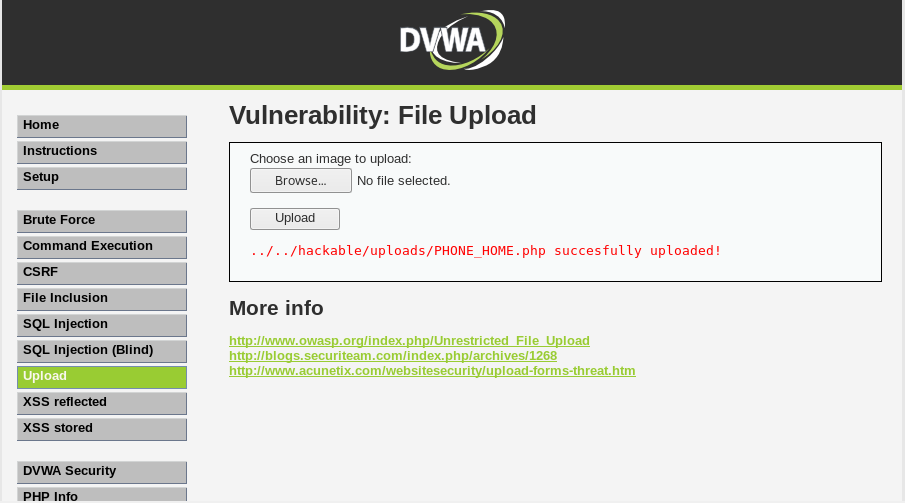 DVWA
Home
Instructions
Setup
Brute Force
Command Execution
CSRF
File Inclusion
SQL Injection
SQL Injection (Blind)
Upload
XSS reflected
XSS stored
DVWA Security
PHP Info
Vulnerability: File Upload
Choose an image to upload:
Browse... No file selected.
Upload
../../hackable/uploads/PHONE_HOME.php succesfully uploaded!
More info
http://www.owasp.org/index.php/Unrestricted_File_Upload
http://blogs.securiteam.com/index.php/archives/1268
http://www.acunetix.com/websitesecurity/upload-forms-threat.htm